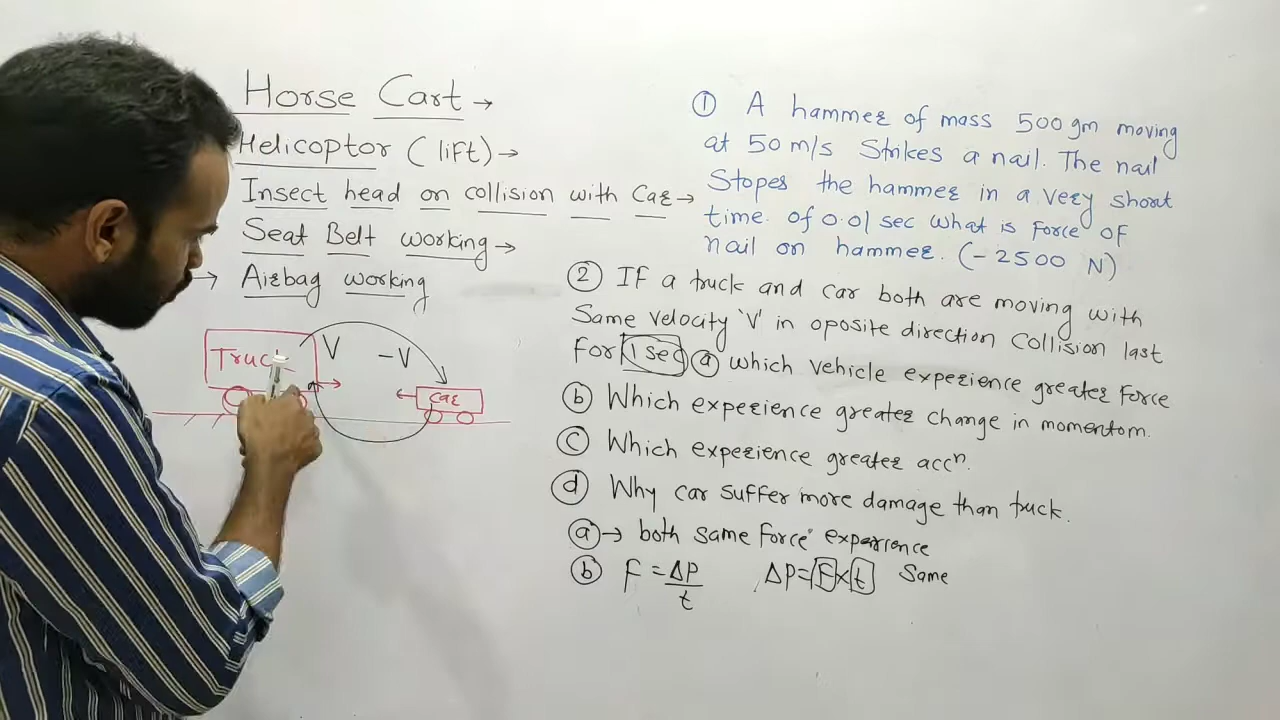 Horse Cart →
Helicoptor (lift) →
Insect head on collision with Car →
Seat Belt working →
→ Airbag working
Truck V -V
car
① A hammer of mass 500 gm moving
at 50 m/s Strikes a nail. The nail
Stopes the hammer in a very short
time. of 0.01 sec what is force of
nail on hammer. (- 2500 N)
② If a truck and car both are moving with
Same velocity 'V' in oposite direction Collision last
for 1 sec ⓐ which vehicle experience greater force
ⓑ Which experience greater change in momentom.
ⓒ Which experience greater accⁿ.
ⓓ Why car suffer more damage than truck.
ⓐ→ both same force experience
ⓑ F = ΔP/t ΔP = F × t Same